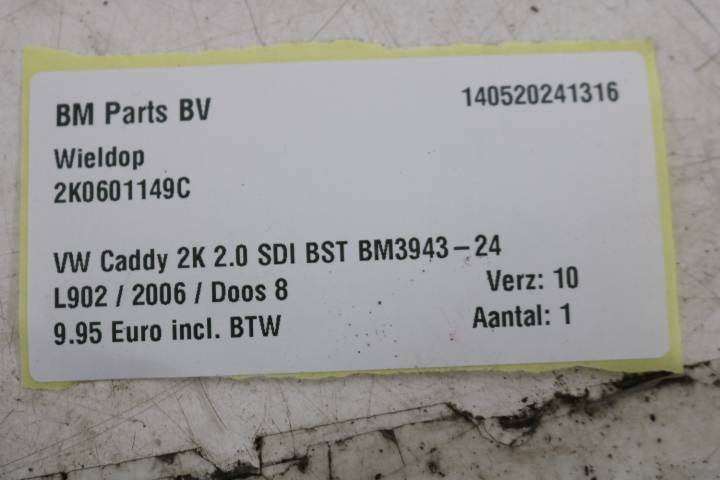 BM Parts BV 140520241316
Wieldop
2K0601149C
VW Caddy 2K 2.0 SDI BST BM3943-24
L902 / 2006 / Doos 8 Verz: 10
9.95 Euro incl. BTW Aantal: 1